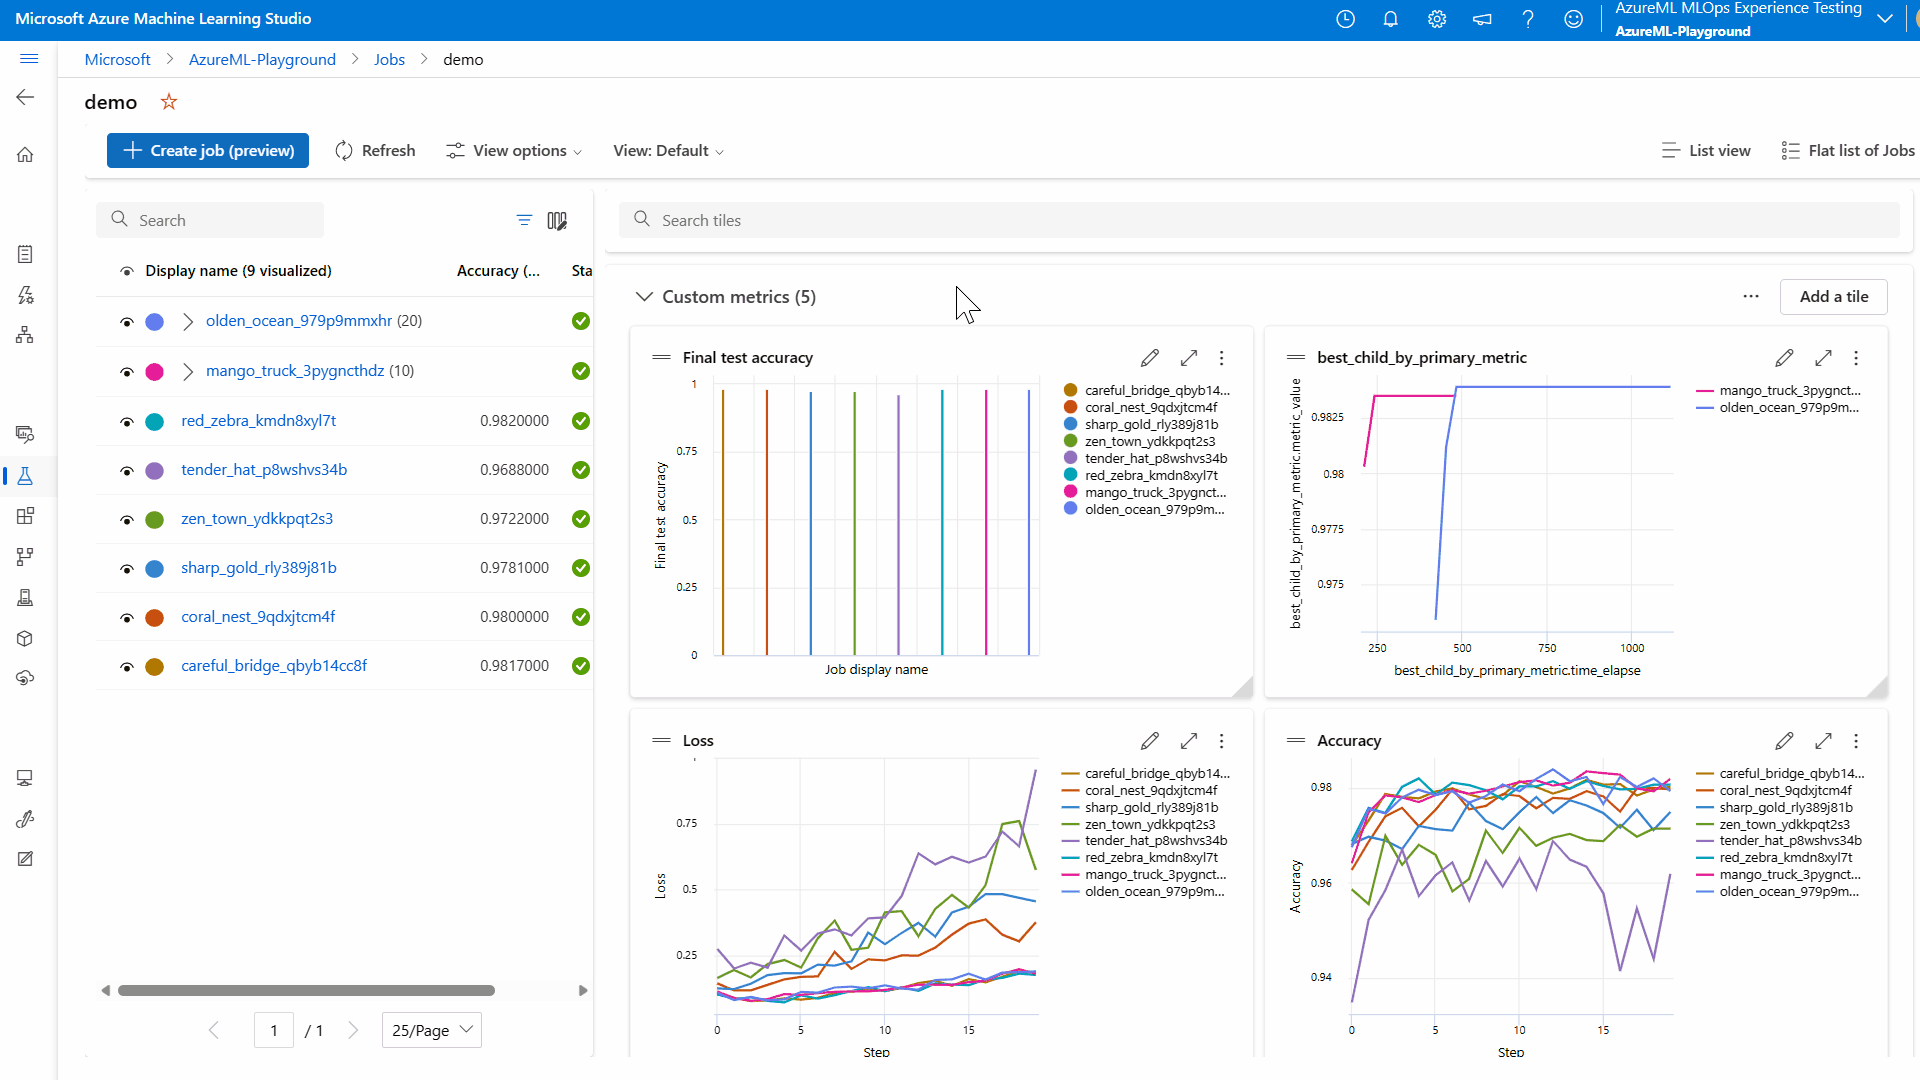 Microsoft Azure Machine Learning Studio
AzureML MLOps Experience Testing
AzureML-Playground
Microsoft > AzureML-Playground > Jobs > demo
demo
Create job (preview)
Refresh
View options
View: Default
List view
Flat list of Jobs
Search
Display name (9 visualized)
Accuracy (...
Sta
olden_ocean_979p9mmxhr (20)
mango_truck_3pygncthdz (10)
red_zebra_kmdn8xyl7t 0.9820000
tender_hat_p8wshvs34b 0.9688000
zen_town_ydkkpqt2s3 0.9722000
sharp_gold_rly389j81b 0.9781000
coral_nest_9qdxjtcm4f 0.9800000
careful_bridge_qbyb14cc8f 0.9817000
1 / 1
25/Page
Search tiles
Custom metrics (5)
...
Add a tile
Final test accuracy
1
0.75
0.5
0.25
0
Final test accuracy
Job display name
careful_bridge_qbyb14...
coral_nest_9qdxjtcm4f
sharp_gold_rly389j81b
zen_town_ydkkpqt2s3
tender_hat_p8wshvs34b
red_zebra_kmdn8xyl7t
mango_truck_3pygnct...
olden_ocean_979p9m...
best_child_by_primary_metric
best_child_by_primary_metric.metric_value
0.9825
0.98
0.9775
0.975
250 500 750 1000
best_child_by_primary_metric.time_elapse
mango_truck_3pygnct...
olden_ocean_979p9m...
Loss
0.75
0.5
0.25
Loss
0 5 10 15
Step
careful_bridge_qbyb14...
coral_nest_9qdxjtcm4f
sharp_gold_rly389j81b
zen_town_ydkkpqt2s3
tender_hat_p8wshvs34b
red_zebra_kmdn8xyl7t
mango_truck_3pygnct...
olden_ocean_979p9m...
Accuracy
0.98
0.96
0.94
Accuracy
0 5 10 15
Step
careful_bridge_qbyb14...
coral_nest_9qdxjtcm4f
sharp_gold_rly389j81b
zen_town_ydkkpqt2s3
tender_hat_p8wshvs34b
red_zebra_kmdn8xyl7t
mango_truck_3pygnct...
olden_ocean_979p9m...